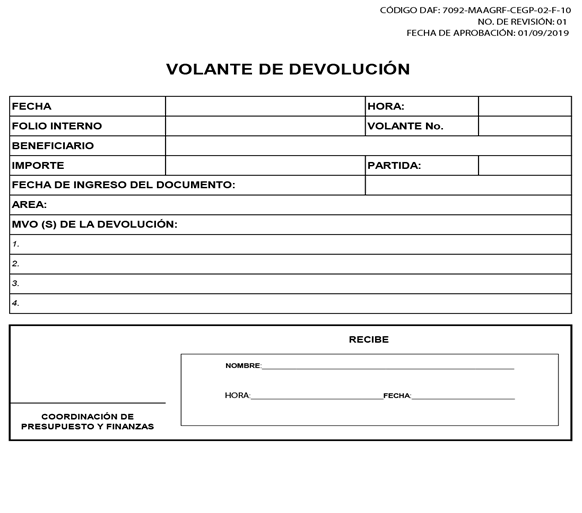 CÓDIGO DAF: 7092-MAAGRF-CEGP-02-F-10
NO. DE REVISIÓN: 01
FECHA DE APROBACIÓN: 01/09/2019
VOLANTE DE DEVOLUCIÓN
FECHA HORA:
FOLIO INTERNO VOLANTE No.
BENEFICIARIO
IMPORTE PARTIDA:
FECHA DE INGRESO DEL DOCUMENTO:
AREA:
MVO (S) DE LA DEVOLUCIÓN:
1.
2.
3.
4.
RECIBE
NOMBRE:
HORA: FECHA:
COORDINACIÓN DE
PRESUPUESTO Y FINANZAS